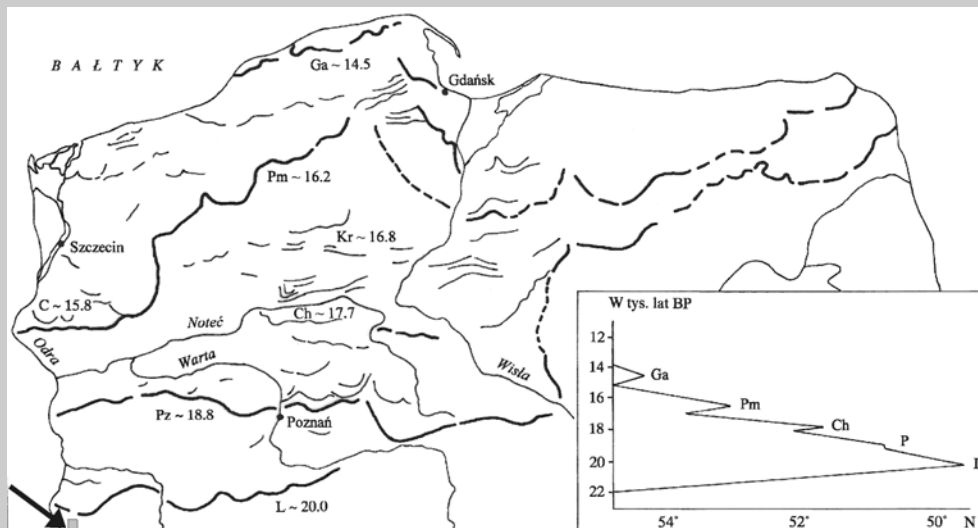 BAŁTYK
Ga ~ 14.5
Gdańsk
Pm ~ 16.2
Kr ~ 16.8
Szczecin
C ~ 15.8
Ch ~ 17.7
Noteć
Odra
Warta
Wisła
Pz ~ 18.8
Poznań
L ~ 20.0
W tys. lat BP
12
14
16
18
20
22
Ga
Pm
Ch
P
54°
52°
50°
N